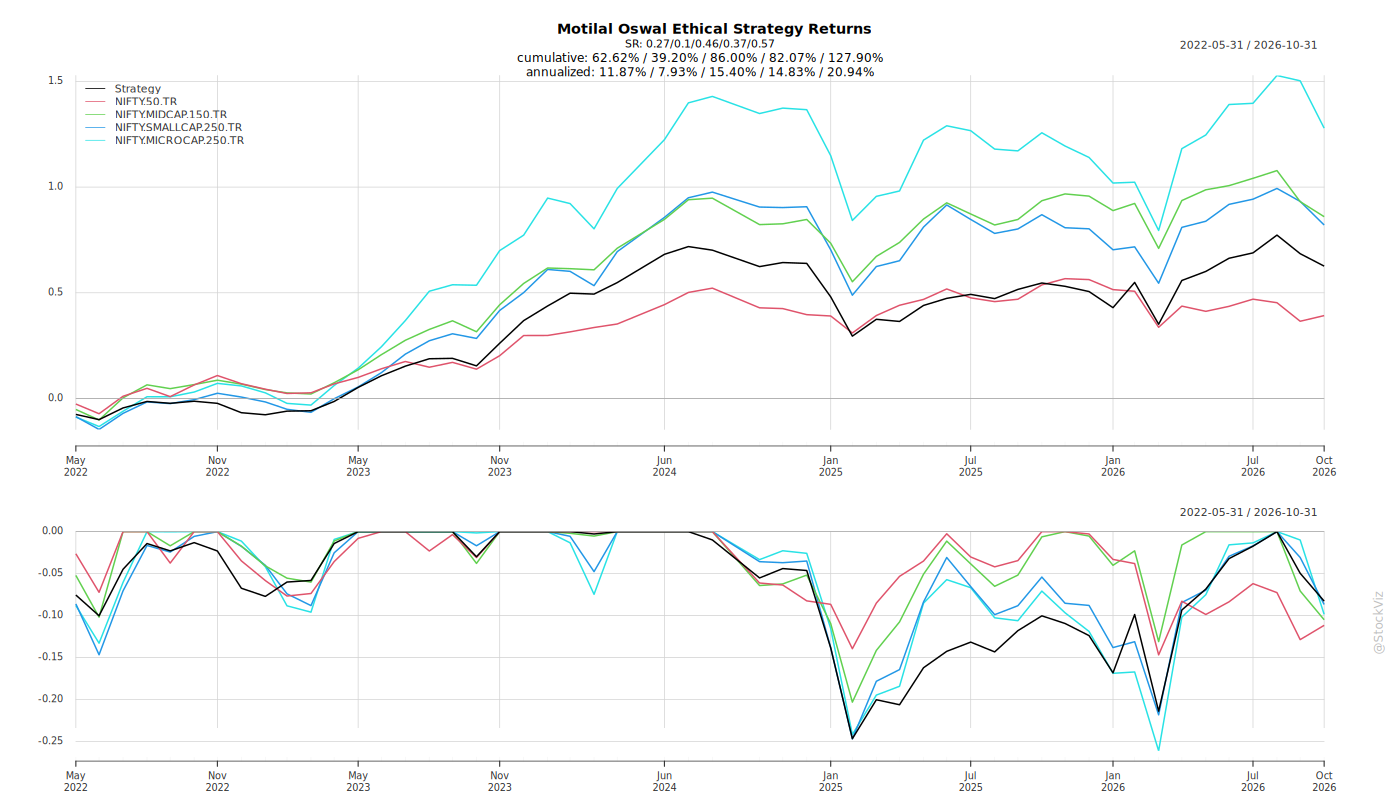 Motilal Oswal Ethical Strategy Returns
SR: 0.27/0.1/0.46/0.37/0.57
2022-05-31 / 2026-10-31
cumulative: 62.62% / 39.20% / 86.00% / 82.07% / 127.90%
annualized: 11.87% / 7.93% / 15.40% / 14.83% / 20.94%
Strategy
NIFTY.50.TR
NIFTY.MIDCAP.150.TR
NIFTY.SMALLCAP.250.TR
NIFTY.MICROCAP.250.TR
1.5
1.0
0.5
0.0
May Nov May Nov Jun Jan Jul Jan Jul Oct
2022 2022 2023 2023 2024 2025 2025 2026 2026 2026
2022-05-31 / 2026-10-31
0.00
-0.05
-0.10
-0.15
-0.20
-0.25
May Nov May Nov Jun Jan Jul Jan Jul Oct
2022 2022 2023 2023 2024 2025 2025 2026 2026 2026
@StockViz